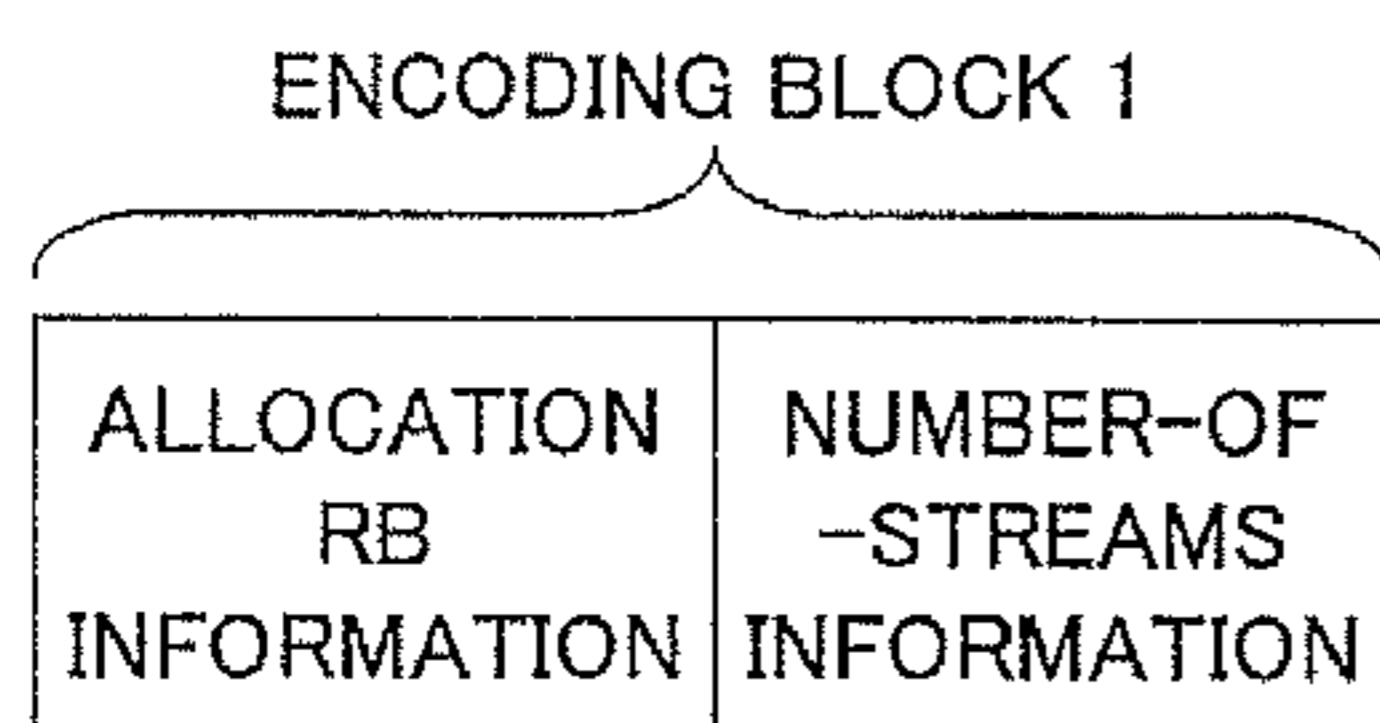 ENCODING BLOCK 1
ALLOCATION
RB
INFORMATION
NUMBER-OF
-STREAMS
INFORMATION